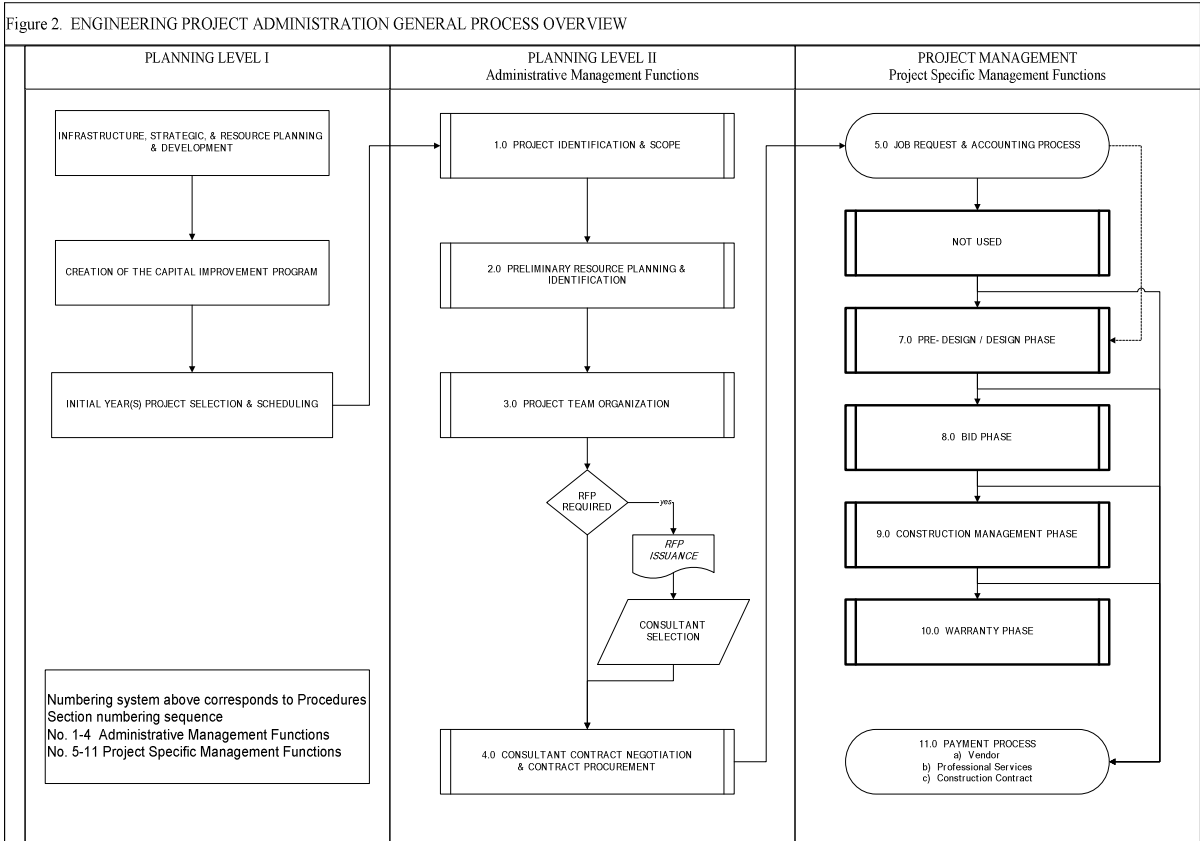 Figure 2. ENGINEERING PROJECT ADMINISTRATION GENERAL PROCESS OVERVIEW
PLANNING LEVEL I
INFRASTRUCTURE, STRATEGIC, & RESOURCE PLANNING
& DEVELOPMENT
CREATION OF THE CAPITAL IMPROVEMENT PROGRAM
INITIAL YEAR(S) PROJECT SELECTION & SCHEDULING
Numbering system above corresponds to Procedures
Section numbering sequence
No. 1-4 Administrative Management Functions
No. 5-11 Project Specific Management Functions
PLANNING LEVEL II
Administrative Management Functions
1.0 PROJECT IDENTIFICATION & SCOPE
2.0 PRELIMINARY RESOURCE PLANNING &
IDENTIFICATION
3.0 PROJECT TEAM ORGANIZATION
RFP
REQUIRED
yes
RFP
ISSUANCE
CONSULTANT
SELECTION
4.0 CONSULTANT CONTRACT NEGOTIATION
& CONTRACT PROCUREMENT
PROJECT MANAGEMENT
Project Specific Management Functions
5.0 JOB REQUEST & ACCOUNTING PROCESS
NOT USED
7.0 PRE- DESIGN / DESIGN PHASE
8.0 BID PHASE
9.0 CONSTRUCTION MANAGEMENT PHASE
10.0 WARRANTY PHASE
11.0 PAYMENT PROCESS
a) Vendor
b) Professional Services
c) Construction Contract